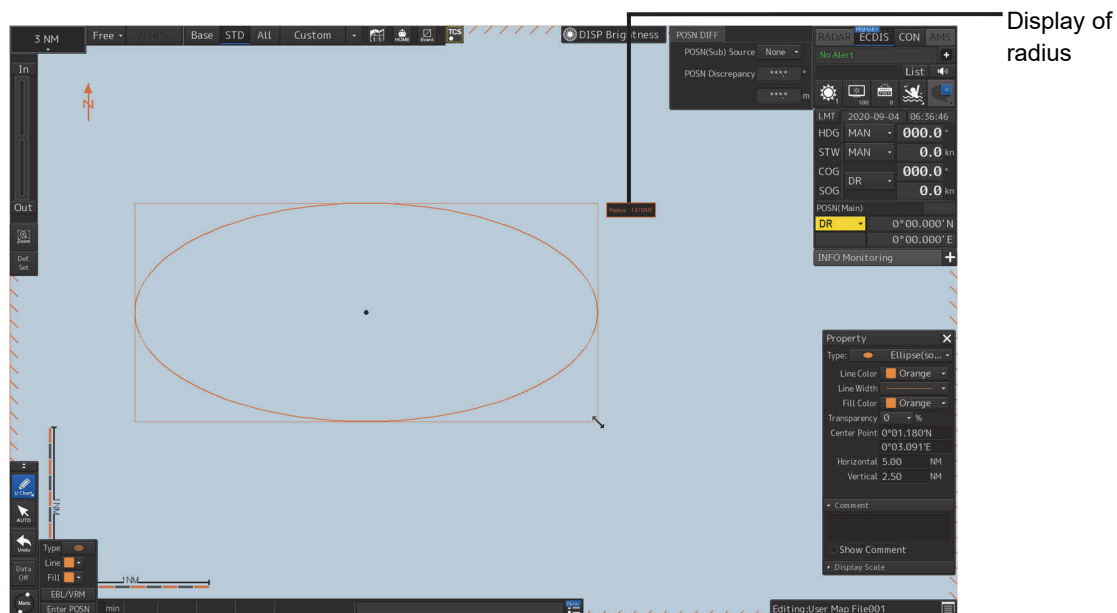 Display of
radius
3 NM
Free
Base STD All Custom
1:1
HOME
Event
TCS
DISP Brightness
POSN DIFF
POSN(Sub) Source None
POSN Discrepancy ****.* °
****.* m
RADAR
PRIMARY
ECDIS CON AMS
No Alert
List
1 100 0
LMT 2020-09-04 06:36:46
HDG MAN 000.0 °
STW MAN 0.0 kn
COG 000.0 °
DR
SOG 0.0 kn
POSN(Main)
DR 0°00.000'N
0°00.000'E
INFO Monitoring
In
Out
Zoom
Def.
Set
N
Property
Type: Ellipse(so...
Line Color Orange
Line Width
Fill Color Orange
Transparency 0 %
Center Point 0°01.180'N
0°03.091'E
Horizontal 5.00 NM
Vertical 2.50 NM
Comment
Show Comment
Display Scale
U.Chart
AUTO
Undo
Data
Off
Menu
1NM
Type
Line
Fill
EBL/VRM
Enter POSN
1NM
min
New
Editing:User Map File001